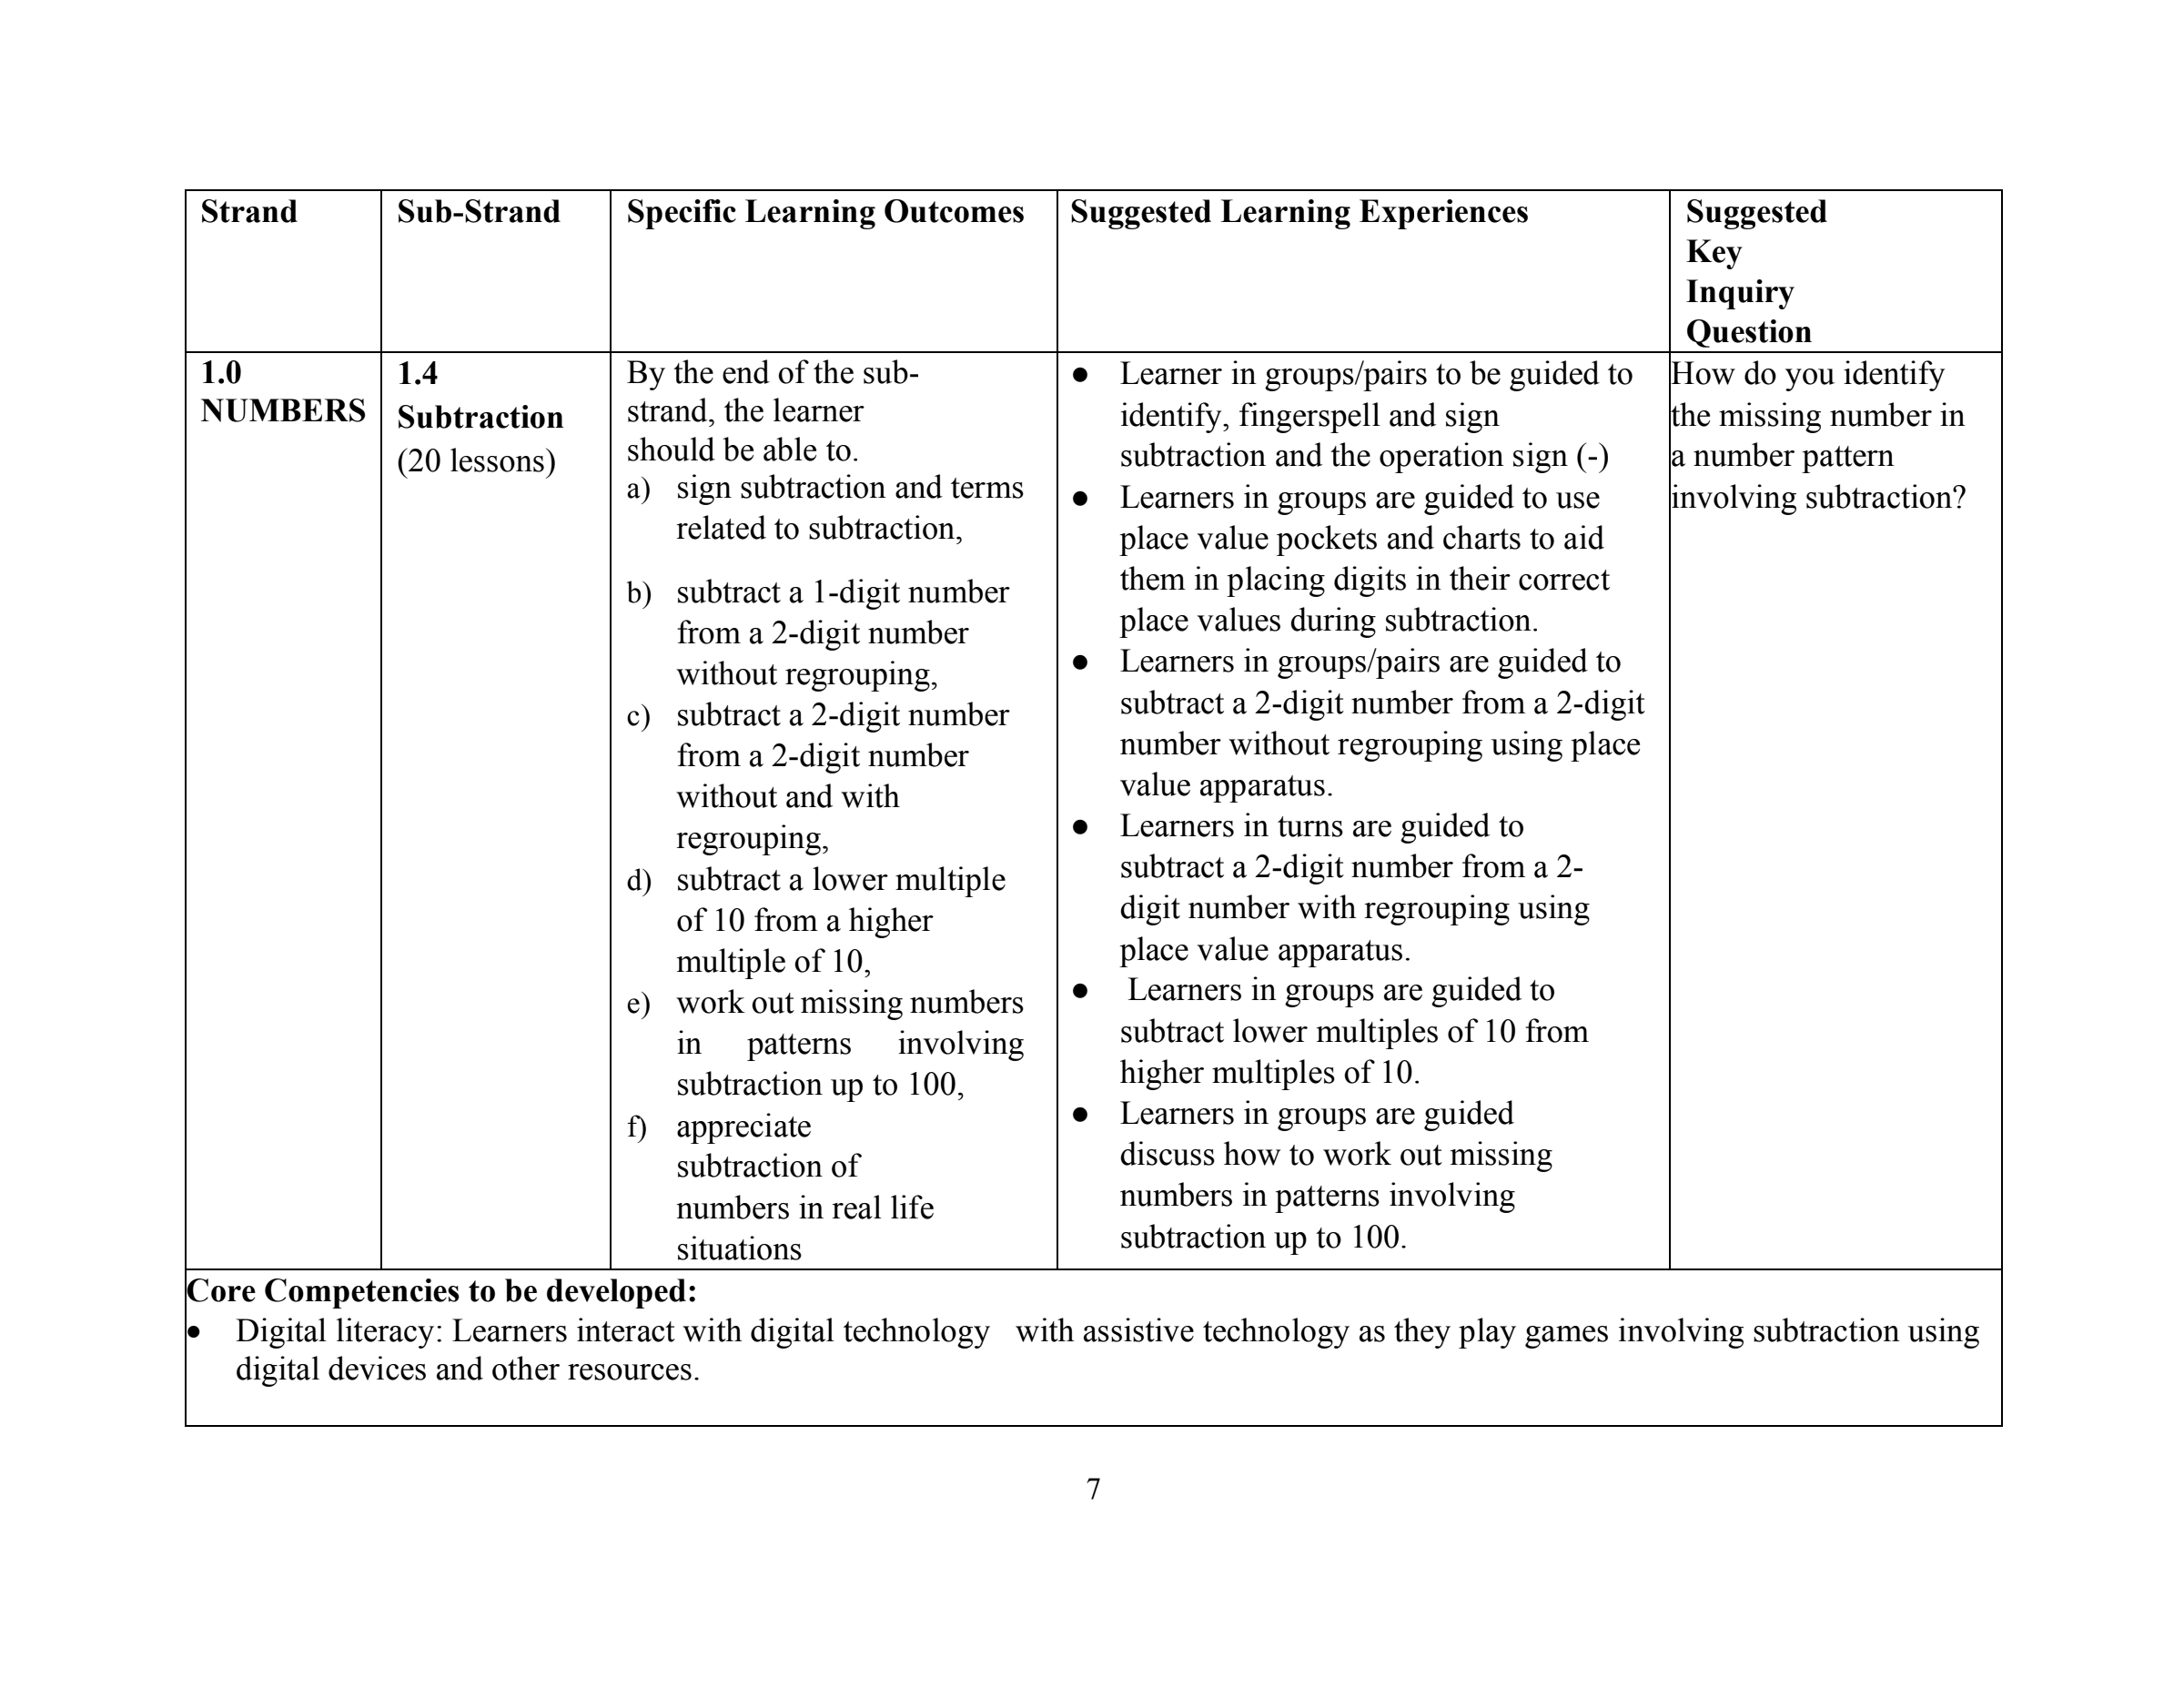 Strand
Sub-Strand
Specific Learning Outcomes
Suggested Learning Experiences
Suggested
Key
Inquiry
Question
1.0
NUMBERS
1.4
Subtraction
(20 lessons)
By the end of the sub-
strand, the learner
should be able to.
a) sign subtraction and terms
related to subtraction,
b) subtract a 1-digit number
from a 2-digit number
without regrouping,
c) subtract a 2-digit number
from a 2-digit number
without and with
regrouping,
d) subtract a lower multiple
of 10 from a higher
multiple of 10,
e) work out missing numbers
in patterns involving
subtraction up to 100,
f) appreciate
subtraction of
numbers in real life
situations
● Learner in groups/pairs to be guided to
identify, fingerspell and sign
subtraction and the operation sign (-)
● Learners in groups are guided to use
place value pockets and charts to aid
them in placing digits in their correct
place values during subtraction.
● Learners in groups/pairs are guided to
subtract a 2-digit number from a 2-digit
number without regrouping using place
value apparatus.
● Learners in turns are guided to
subtract a 2-digit number from a 2-
digit number with regrouping using
place value apparatus.
● Learners in groups are guided to
subtract lower multiples of 10 from
higher multiples of 10.
● Learners in groups are guided
discuss how to work out missing
numbers in patterns involving
subtraction up to 100.
How do you identify
the missing number in
a number pattern
involving subtraction?
Core Competencies to be developed:
● Digital literacy: Learners interact with digital technology with assistive technology as they play games involving subtraction using
digital devices and other resources.
7